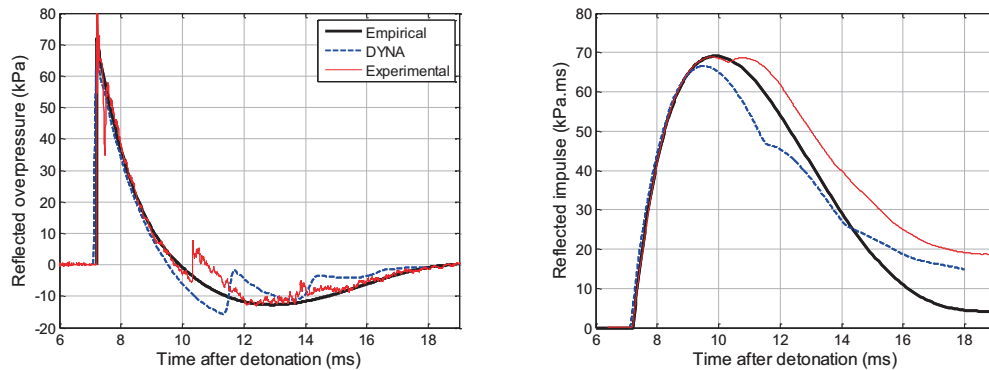 80
70
60
50
40
30
20
10
0
-10
-20
6 8 10 12 14 16 18
Reflected overpressure (kPa)
Time after detonation (ms)
Empirical
DYNA
Experimental
80
70
60
50
40
30
20
10
0
6 8 10 12 14 16 18
Reflected impulse (kPa.ms)
Time after detonation (ms)